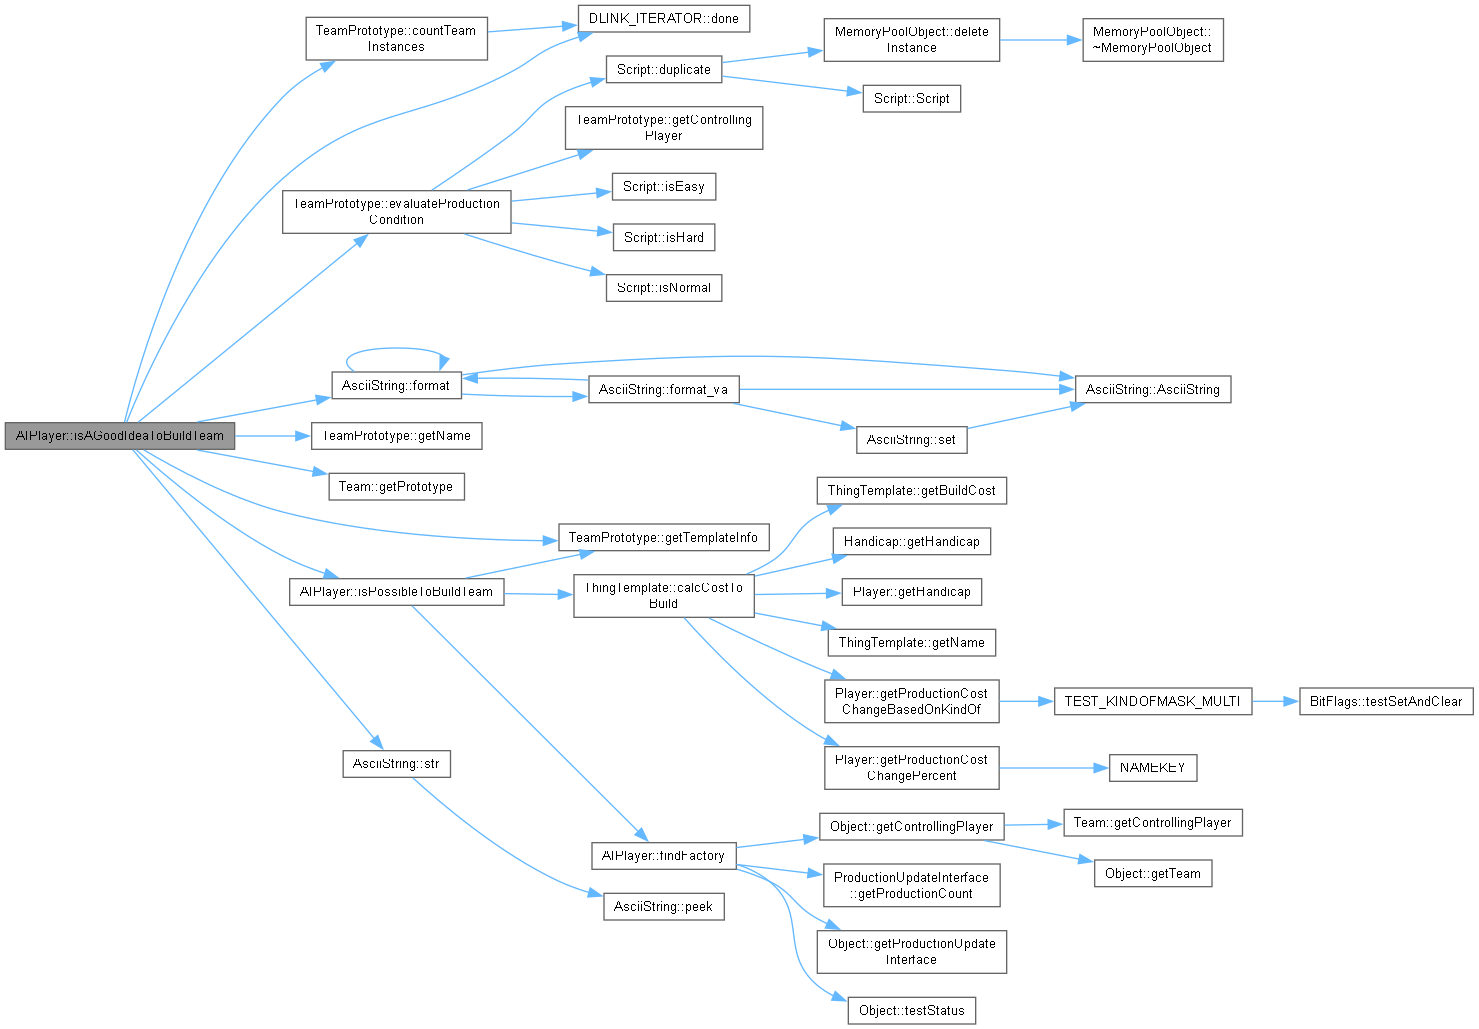 AIPlayer::isAGoodIdeaToBuildTeam
TeamPrototype::countTeam
Instances
DLINK_ITERATOR::done
TeamPrototype::evaluateProduction
Condition
Script::duplicate
MemoryPoolObject::delete
Instance
MemoryPoolObject::
~MemoryPoolObject
Script::Script
TeamPrototype::getControlling
Player
Script::isEasy
Script::isHard
Script::isNormal
AsciiString::format
AsciiString::format_va
AsciiString::AsciiString
AsciiString::set
TeamPrototype::getName
Team::getPrototype
TeamPrototype::getTemplateInfo
AIPlayer::isPossibleToBuildTeam
ThingTemplate::calcCostTo
Build
ThingTemplate::getBuildCost
Handicap::getHandicap
Player::getHandicap
ThingTemplate::getName
Player::getProductionCost
ChangeBasedOnKindOf
TEST_KINDOFMASK_MULTI
BitFlags::testSetAndClear
Player::getProductionCost
ChangePercent
NAMEKEY
AIPlayer::findFactory
Object::getControllingPlayer
Team::getControllingPlayer
Object::getTeam
ProductionUpdateInterface
::getProductionCount
Object::getProductionUpdate
Interface
Object::testStatus
AsciiString::str
AsciiString::peek